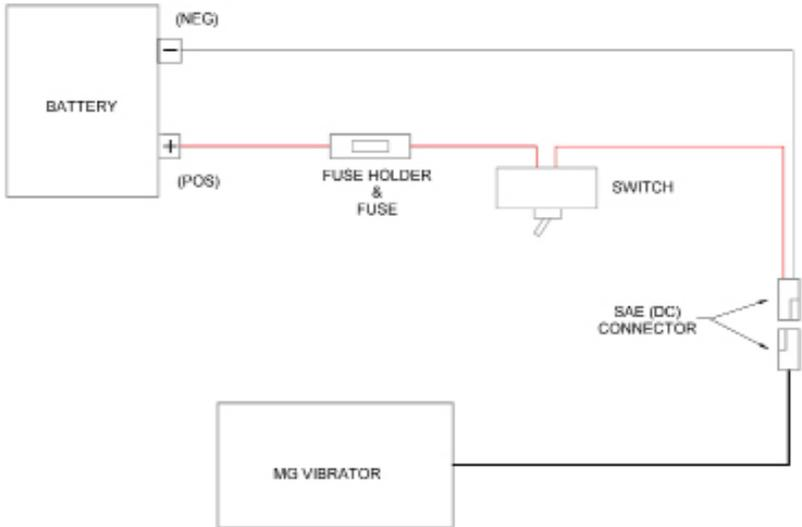 (NEG)
−
BATTERY
+
(POS)
FUSE HOLDER
&
FUSE
SWITCH
SAE (DC)
CONNECTOR
MG VIBRATOR